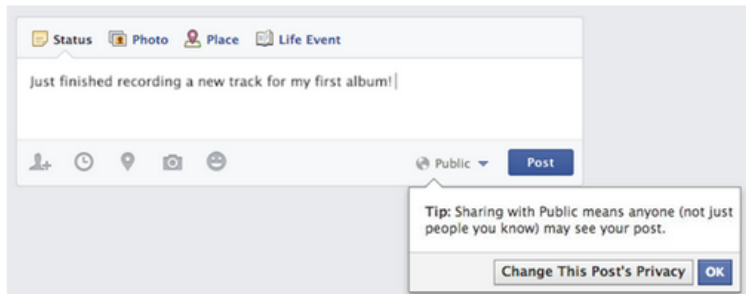 Status Photo Place Life Event
Just finished recording a new track for my first album!
Public Post
Tip: Sharing with Public means anyone (not just
people you know) may see your post.
Change This Post's Privacy OK